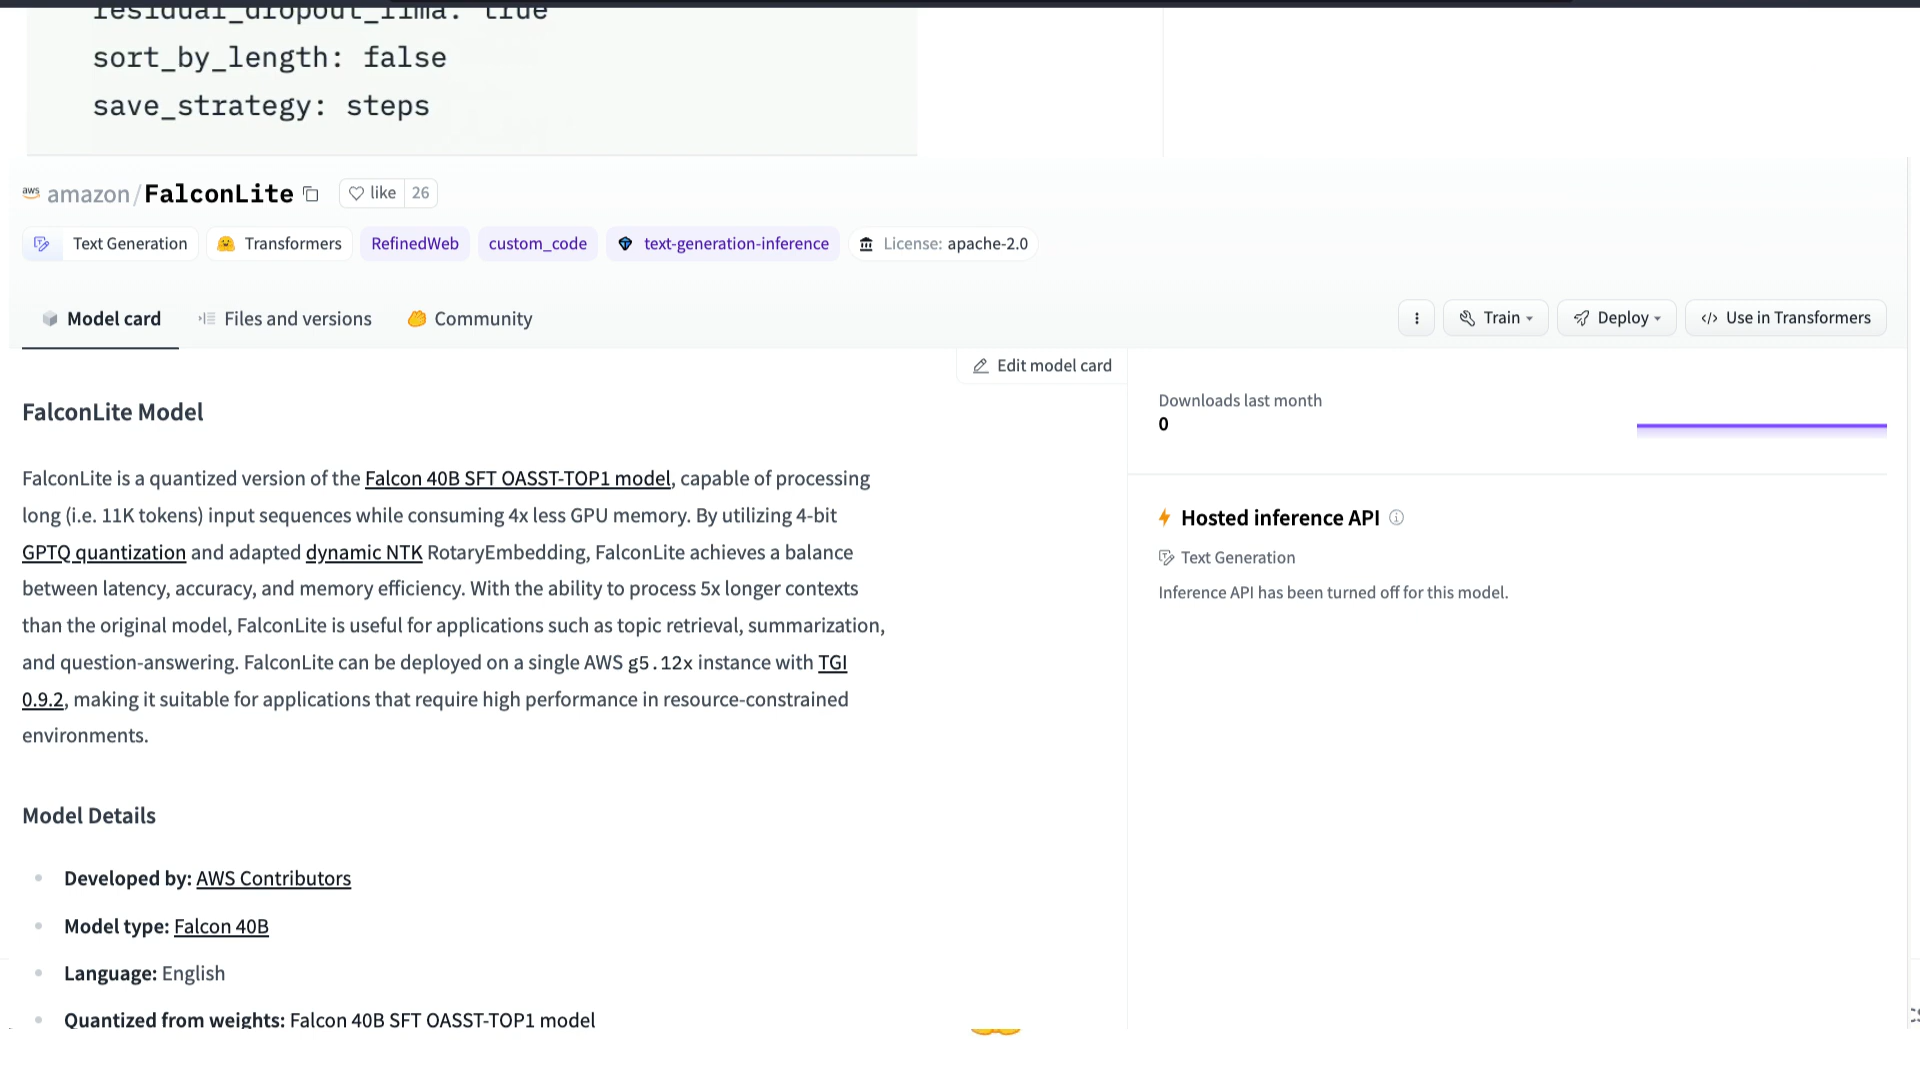 residual_dropout_lima: true
sort_by_length: false
save_strategy: steps
aws amazon/FalconLite like 26
Text Generation Transformers RefinedWeb custom_code text-generation-inference License: apache-2.0
Model card Files and versions Community Train Deploy </> Use in Transformers
Edit model card
FalconLite Model
FalconLite is a quantized version of the Falcon 40B SFT OASST-TOP1 model, capable of processing
long (i.e. 11K tokens) input sequences while consuming 4x less GPU memory. By utilizing 4-bit
GPTQ quantization and adapted dynamic NTK RotaryEmbedding, FalconLite achieves a balance
between latency, accuracy, and memory efficiency. With the ability to process 5x longer contexts
than the original model, FalconLite is useful for applications such as topic retrieval, summarization,
and question-answering. FalconLite can be deployed on a single AWS g5.12x instance with TGI
0.9.2, making it suitable for applications that require high performance in resource-constrained
environments.
Model Details
Developed by: AWS Contributors
Model type: Falcon 40B
Language: English
Quantized from weights: Falcon 40B SFT OASST-TOP1 model
Downloads last month
0
Hosted inference API
Text Generation
Inference API has been turned off for this model.